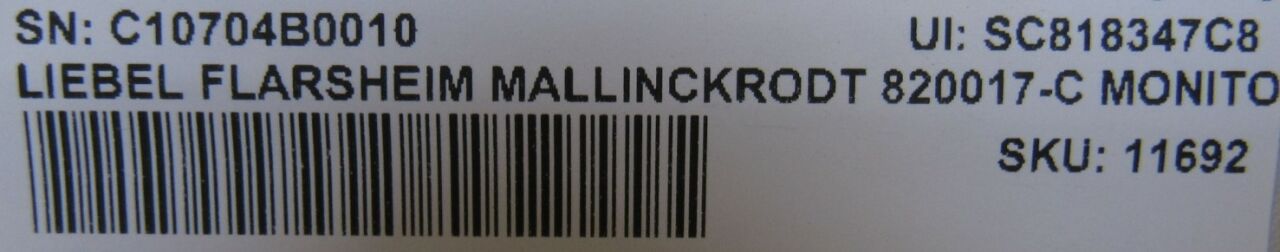 SN: C10704B0010 UI: SC818347C8
LIEBEL FLARSHEIM MALLINCKRODT 820017-C MONITO
SKU: 11692